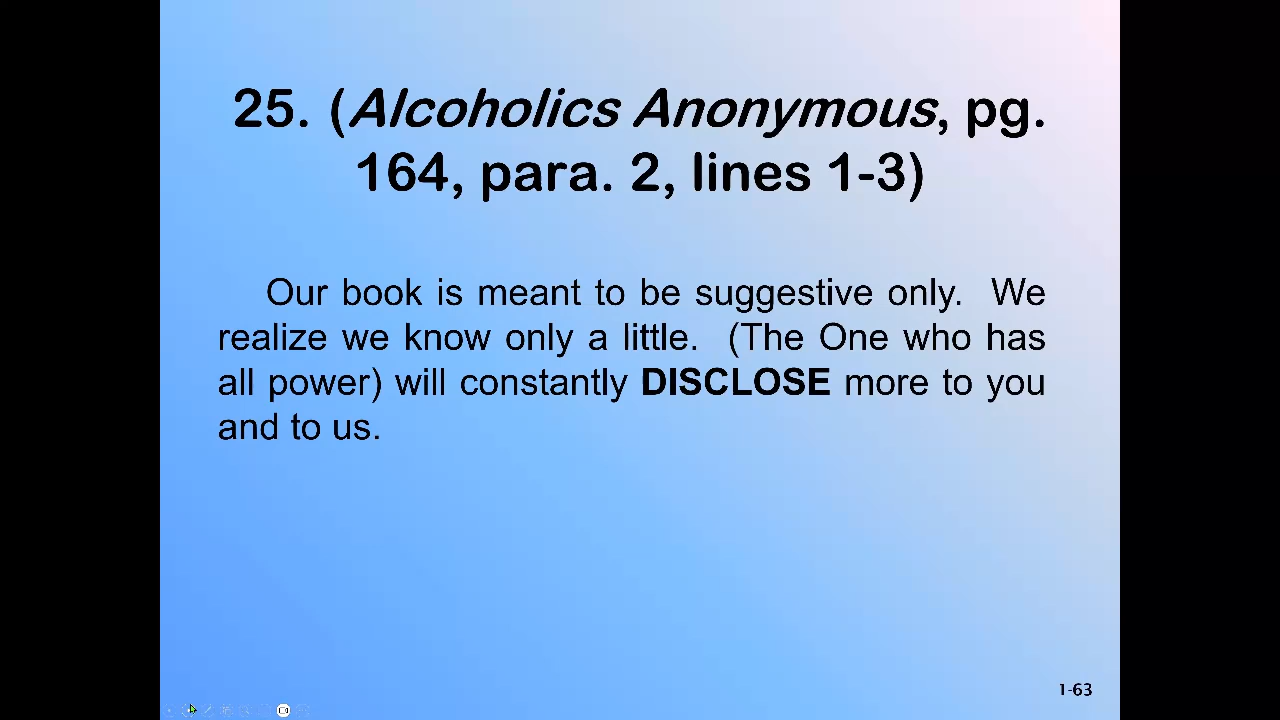 25. (Alcoholics Anonymous, pg.
164, para. 2, lines 1-3)
Our book is meant to be suggestive only. We
realize we know only a little. (The One who has
all power) will constantly DISCLOSE more to you
and to us.
1-63